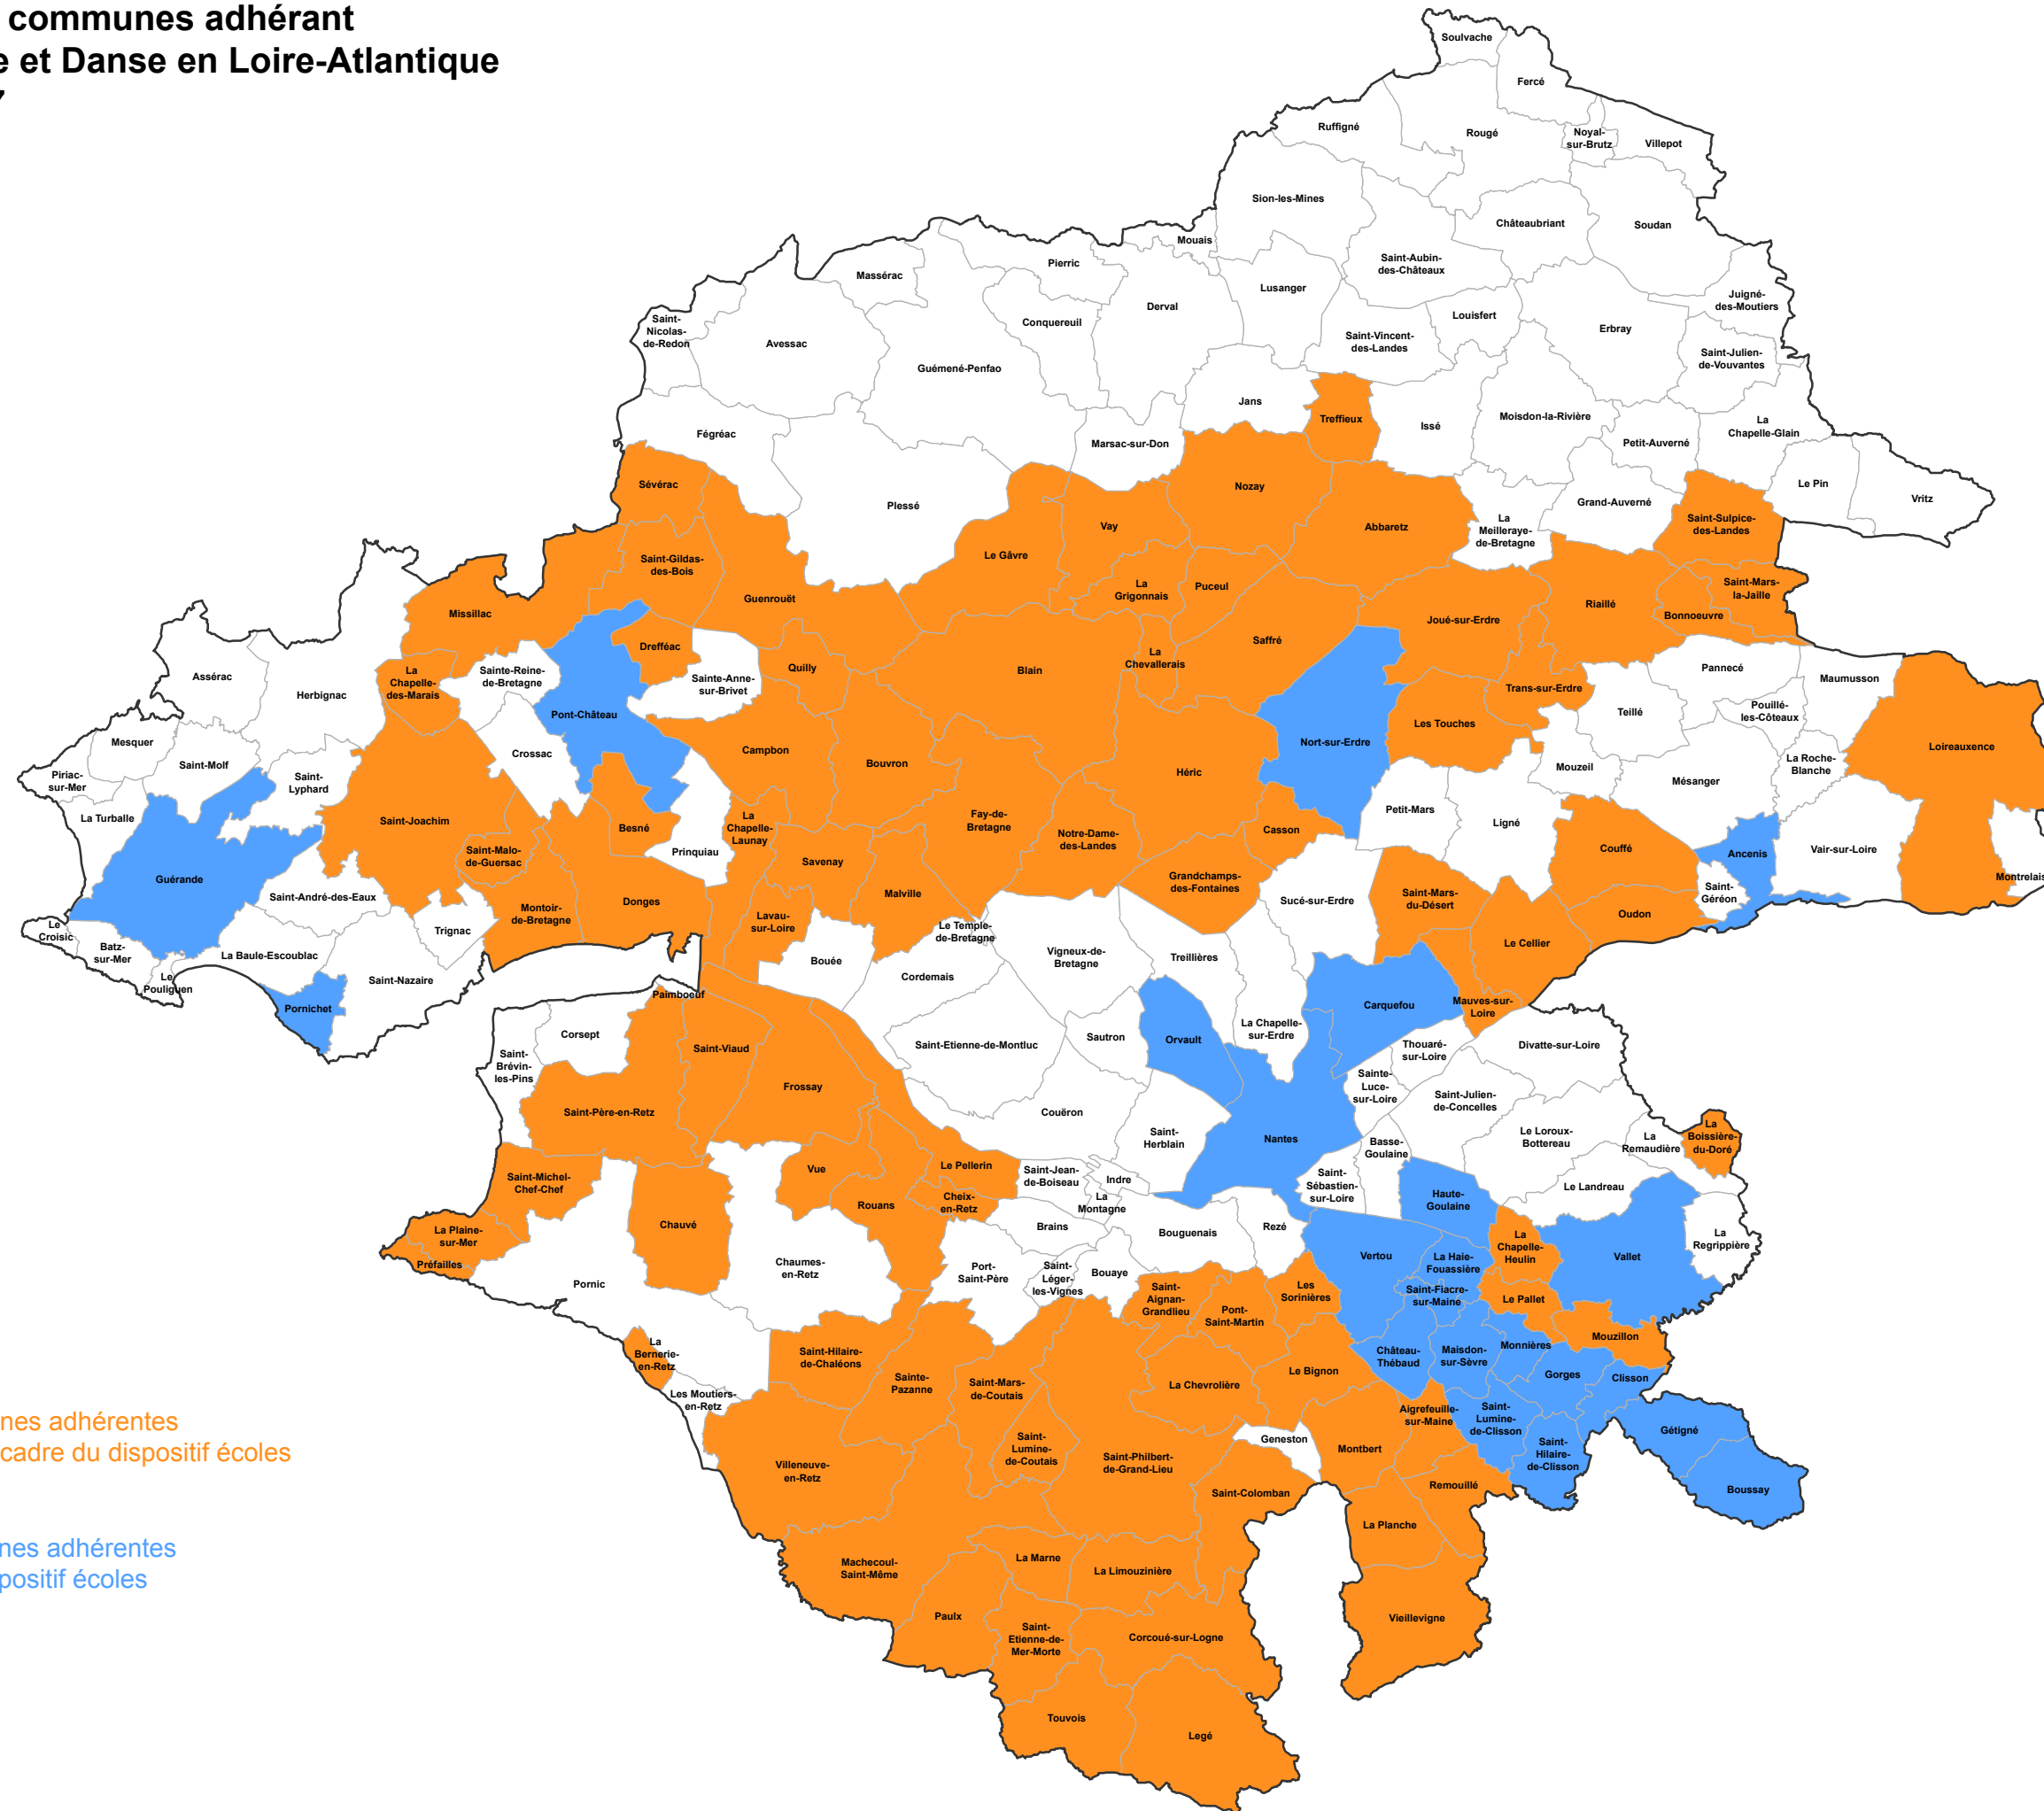 communes adhérant
et Danse en Loire-Atlantique
Soulvache
Fercé
Ruffigné
Rougé
Noyal-
sur-Brutz
Villepot
Sion-les-Mines
Châteaubriant
Soudan
Mouais
Saint-Aubin-
des-Châteaux
Pierric
Massérac
Lusanger
Juigné-
des-Moutiers
Derval
Louisfert
Erbray
Conquereuil
Saint-
Nicolas-
de-Redon
Avessac
Saint-Vincent-
des-Landes
Saint-Julien-
de-Vouvantes
Guémené-Penfao
Jans
Treffieux
Issé
Moisdon-la-Rivière
La
Chapelle-Glain
Fégréac
Marsac-sur-Don
Petit-Auverné
Sévérac
Nozay
Le Pin
Vritz
Plessé
Grand-Auverné
Vay
Abbaretz
La
Meilleraye-
de-Bretagne
Saint-Sulpice-
des-Landes
Le Gâvre
Saint-Gildas-
des-Bois
Guenrouët
La
Grigonnais
Puceul
Saint-Mars-
la-Jaille
Riaillé
Bonnoeuvre
Missillac
Joué-sur-Erdre
Drefféac
Saffré
La
Chevallerais
Assérac
Herbignac
La
Chapelle-
des-Marais
Sainte-Reine-
de-Bretagne
Sainte-Anne-
sur-Brivet
Quilly
Blain
Pannecé
Maumusson
Trans-sur-Erdre
Pont-Château
Les Touches
Teillé
Pouillé-
les-Côteaux
Mesquer
Saint-Molf
Crossac
Campbon
Bouvron
Nort-sur-Erdre
Loireauxence
Piriac-
sur-Mer
Saint-
Lyphard
Héric
Mouzeil
Mésanger
La Roche-
Blanche
La Turballe
Saint-Joachim
Besné
La
Chapelle-
Launay
Fay-de-
Bretagne
Notre-Dame-
des-Landes
Casson
Petit-Mars
Ligné
Couffé
Ancenis
Vair-sur-Loire
Saint-Malo-
de-Guersac
Prinquiau
Savenay
Guérande
Saint-André-des-Eaux
Montoir-
de-Bretagne
Donges
Malville
Grandchamps-
des-Fontaines
Sucé-sur-Erdre
Saint-Mars-
du-Désert
Oudon
Saint-
Géréon
Montrelais
Le
Croisic
Batz-
sur-Mer
Le
Pouliguen
La Baule-Escoublac
Trignac
Lavau-
sur-Loire
Le Temple-
de-Bretagne
Le Cellier
Saint-Nazaire
Bouée
Cordemais
Vigneux-de-
Bretagne
Treillières
Pornichet
Paimboeuf
Carquefou
Mauves-sur-
Loire
Corsept
Saint-Viaud
Saint-Etienne-de-Montluc
Sautron
Orvault
La Chapelle-
sur-Erdre
Thouaré-
sur-Loire
Divatte-sur-Loire
Saint-
Brévin-
les-Pins
Frossay
Sainte-
Luce-
sur-Loire
Saint-Julien-
de-Concelles
Saint-Père-en-Retz
Couëron
Saint-
Herblain
Nantes
Basse-
Goulaine
Le Loroux-
Bottereau
La
Remaudière
La
Boissière-
du-Doré
Saint-Michel-
Chef-Chef
Vue
Le Pellerin
Saint-Jean-
de-Boiseau
Indre
La
Montagne
Saint-
Sébastien-
sur-Loire
Haute-
Goulaine
Le Landreau
Rouans
Cheix-
en-Retz
Chauvé
La Plaine-
sur-Mer
Préfailles
Brains
Bouguenais
Rezé
Vertou
La
Chapelle-
Heulin
Vallet
La
Regrippière
Pornic
Chaumes-
en-Retz
Port-
Saint-Père
Saint-
Léger-
les-Vignes
Bouaye
La Haie-
Fouassière
Saint-Fiacre-
sur-Maine
Le Pallet
Saint-
Aignan-
Grandlieu
Pont-
Saint-Martin
Les
Sorinières
Mouzillon
La
Bernerie-
en-Retz
Saint-Hilaire-
de-Chaléons
Château-
Thébaud
Maisdon-
sur-Sèvre
Monnières
Gorges
Clisson
Les Moutiers-
en-Retz
Sainte-
Pazanne
Saint-Mars-
de-Coutais
La Chevrolière
Le Bignon
Aigrefeuille-
sur-Maine
Saint-
Lumine-
de-Clisson
Gétigné
nes adhérentes
cadre du dispositif écoles
Villeneuve-
en-Retz
Saint-
Lumine-
de-Coutais
Saint-Philbert-
de-Grand-Lieu
Geneston
Montbert
Saint-
Hilaire-
de-Clisson
Boussay
Saint-Colomban
Remouillé
La Planche
nes adhérentes
positif écoles
Machecoul-
Saint-Même
La Marne
La Limouzinière
Paulx
Saint-
Etienne-de-
Mer-Morte
Corcoué-sur-Logne
Vieillevigne
Touvois
Legé